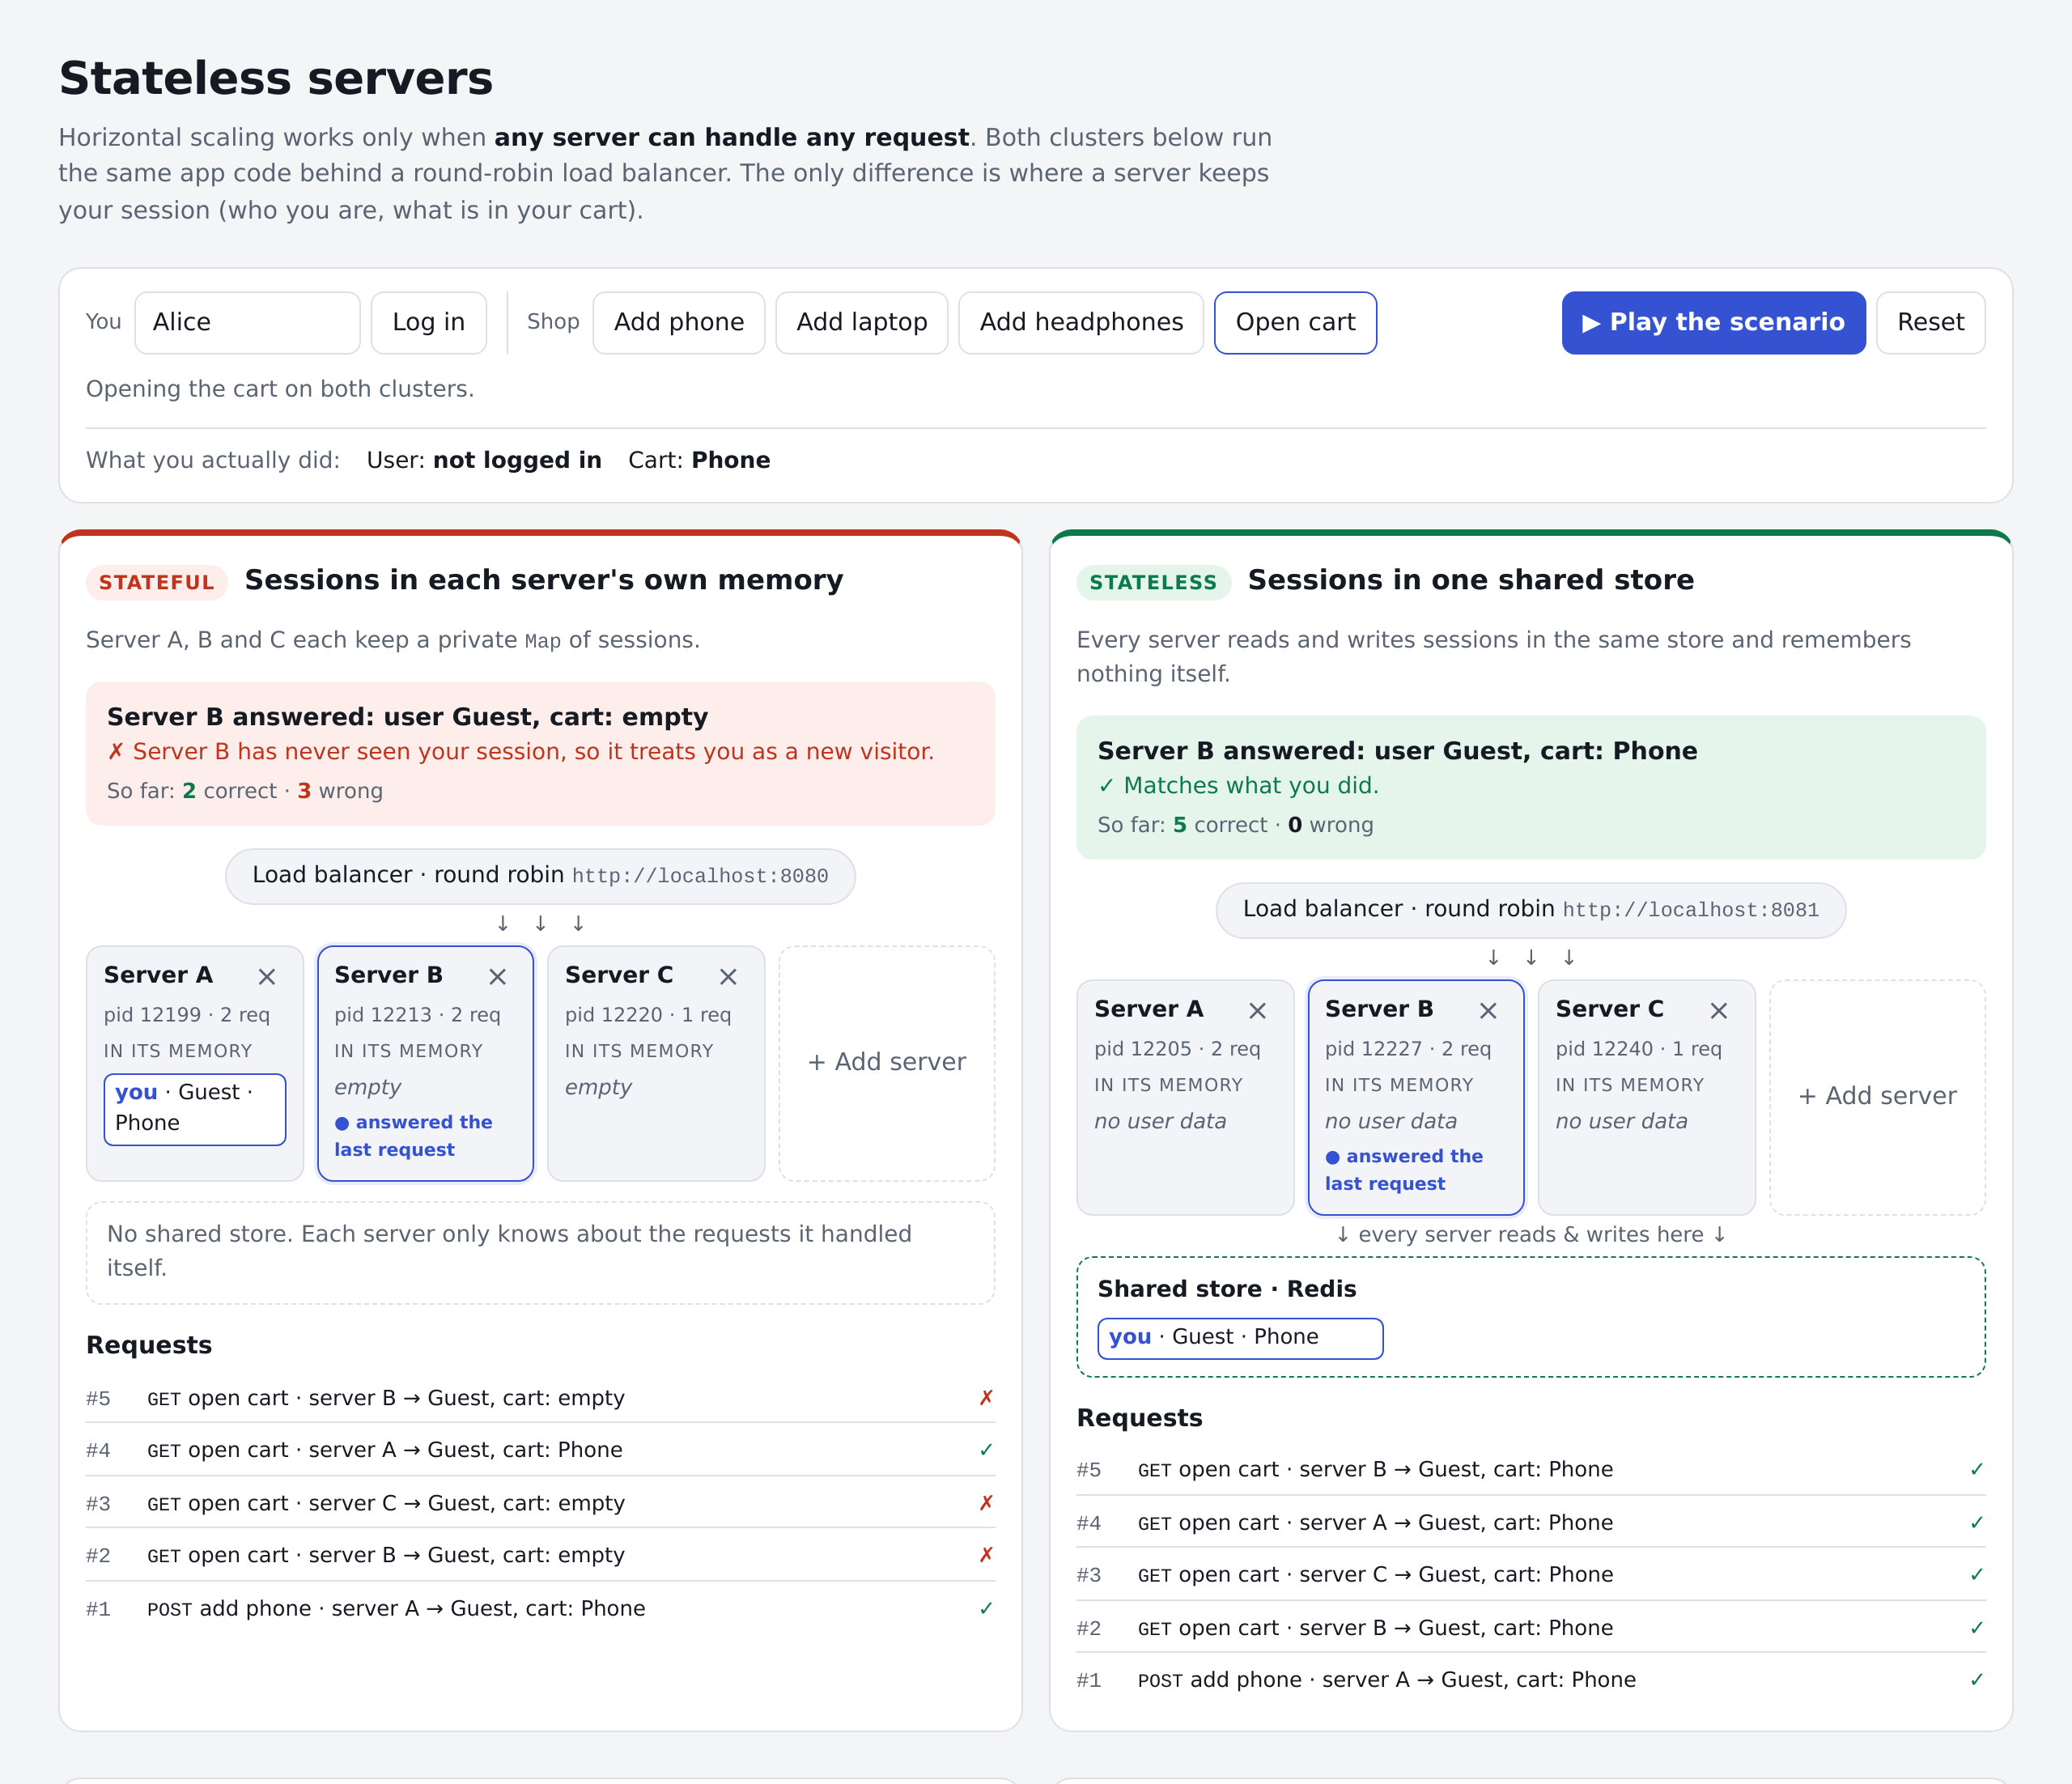 Stateless servers
Horizontal scaling works only when any server can handle any request. Both clusters below run
the same app code behind a round-robin load balancer. The only difference is where a server keeps
your session (who you are, what is in your cart).
You Alice Log in Shop Add phone Add laptop Add headphones Open cart ▶ Play the scenario Reset
Opening the cart on both clusters.
What you actually did: User: not logged in Cart: Phone
STATEFUL Sessions in each server's own memory
Server A, B and C each keep a private Map of sessions.
Server B answered: user Guest, cart: empty
✗ Server B has never seen your session, so it treats you as a new visitor.
So far: 2 correct · 3 wrong
Load balancer · round robin http://localhost:8080
↓ ↓ ↓
Server A ×
pid 12199 · 2 req
IN ITS MEMORY
you · Guest ·
Phone
Server B ×
pid 12213 · 2 req
IN ITS MEMORY
empty
● answered the
last request
Server C ×
pid 12220 · 1 req
IN ITS MEMORY
empty
+ Add server
No shared store. Each server only knows about the requests it handled
itself.
Requests
#5 GET open cart · server B → Guest, cart: empty ✗
#4 GET open cart · server A → Guest, cart: Phone ✓
#3 GET open cart · server C → Guest, cart: empty ✗
#2 GET open cart · server B → Guest, cart: empty ✗
#1 POST add phone · server A → Guest, cart: Phone ✓
STATELESS Sessions in one shared store
Every server reads and writes sessions in the same store and remembers
nothing itself.
Server B answered: user Guest, cart: Phone
✓ Matches what you did.
So far: 5 correct · 0 wrong
Load balancer · round robin http://localhost:8081
↓ ↓ ↓
Server A ×
pid 12205 · 2 req
IN ITS MEMORY
no user data
Server B ×
pid 12227 · 2 req
IN ITS MEMORY
no user data
● answered the
last request
Server C ×
pid 12240 · 1 req
IN ITS MEMORY
no user data
+ Add server
↓ every server reads & writes here ↓
Shared store · Redis
you · Guest · Phone
Requests
#5 GET open cart · server B → Guest, cart: Phone ✓
#4 GET open cart · server A → Guest, cart: Phone ✓
#3 GET open cart · server C → Guest, cart: Phone ✓
#2 GET open cart · server B → Guest, cart: Phone ✓
#1 POST add phone · server A → Guest, cart: Phone ✓